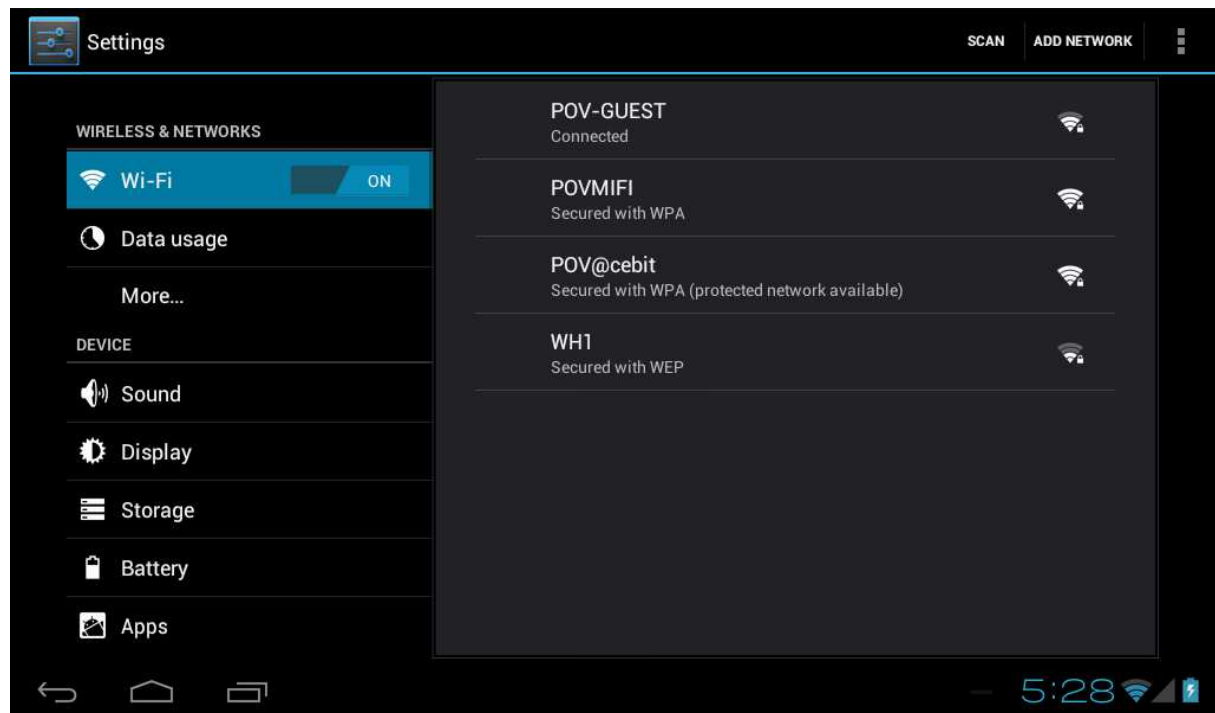 Settings
SCAN
ADD NETWORK
WIRELESS & NETWORKS
Wi-Fi
ON
Data usage
More...
DEVICE
Sound
Display
Storage
Battery
Apps
POV-GUEST
Connected
POVMIFI
Secured with WPA
POV@cebit
Secured with WPA (protected network available)
WH1
Secured with WEP
5:28